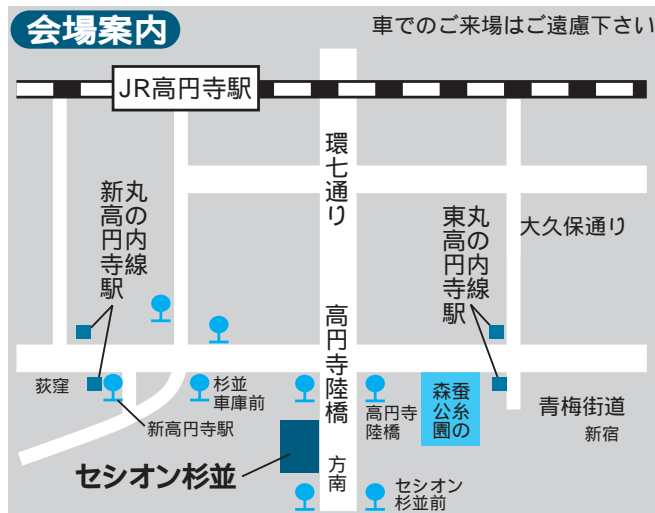 会場案内
車でのご来場はご遠慮下さい
JR高円寺駅
環七通り
丸の内線
新高円寺駅
丸の内線
東高円寺駅
大久保通り
高円寺陸橋
荻窪
杉並
車庫前
新高円寺駅
高円寺
陸橋
蚕糸
公園の
森
青梅街道
新宿
セシオン杉並
方南
セシオン
杉並前